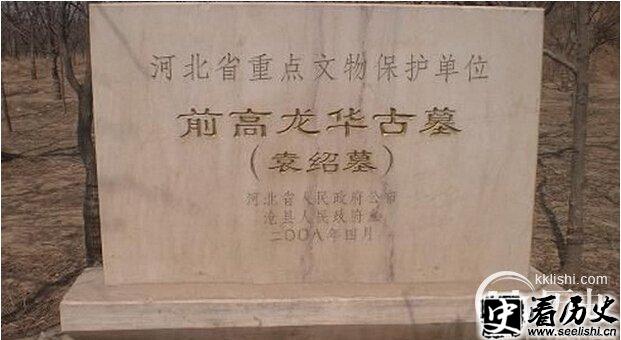 河北省重点文物保护单位
前高龙华古墓
（袁绍墓）
河北省人民政府公布
沧县人民政府立
二〇〇八年四月
kklishi.com
史 看历史
www.seelishi.cn